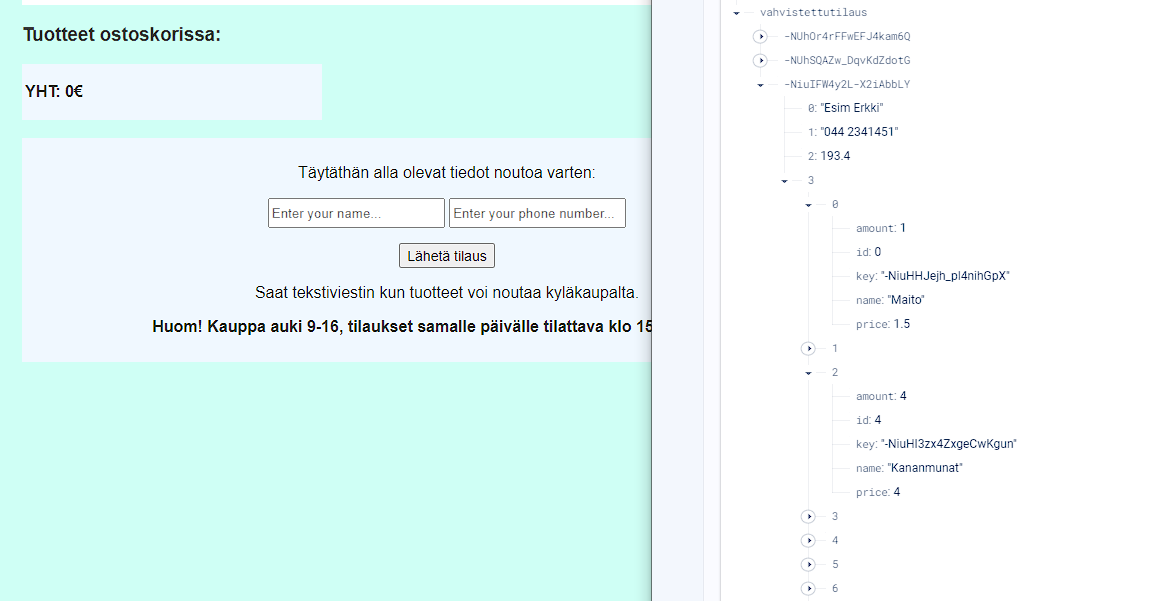 Tuotteet ostoskorissa:
YHT: 0€
Täytäthän alla olevat tiedot noutoa varten:
Enter your name...
Enter your phone number...
Lähetä tilaus
Saat tekstiviestin kun tuotteet voi noutaa kyläkaupalta.
Huom! Kauppa auki 9-16, tilaukset samalle päivälle tilattava klo 15
vahvistettutilaus
-NUhOr4rFFwEFJ4kam6Q
-NUhSQAZw_DqvKdZdotG
-NiuIFW4y2L-X2iAbbLY
0: "Esim Erkki"
1: "044 2341451"
2: 193.4
3
0
amount: 1
id: 0
key: "-NiuHHJejh_pI4nihGpX"
name: "Maito"
price: 1.5
1
2
amount: 4
id: 4
key: "-NiuHI3zx4ZxgeCwKgun"
name: "Kananmunat"
price: 4
3
4
5
6